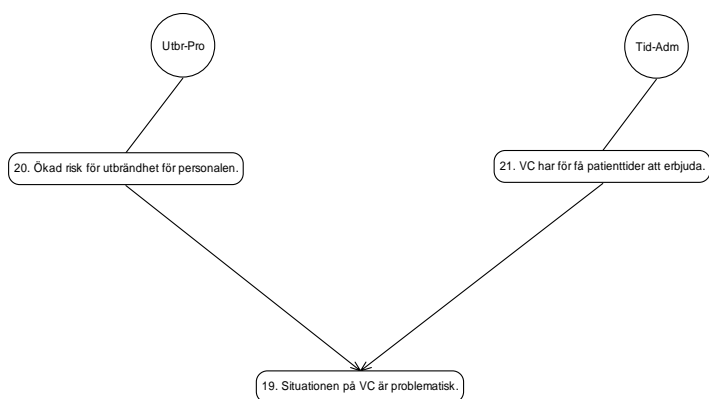 Utbr-Pro
Tid-Adm
20. Ökad risk för utbrändhet för personalen.
21. VC har för få patienttider att erbjuda.
19. Situationen på VC är problematisk.